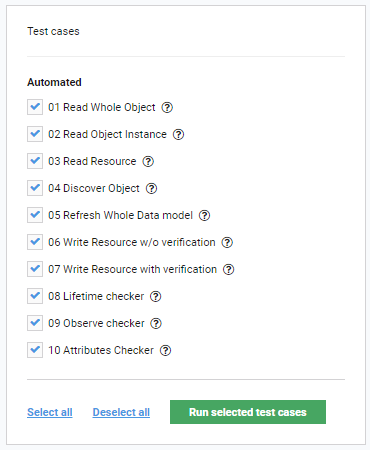 Test cases
Automated
01 Read Whole Object
02 Read Object Instance
03 Read Resource
04 Discover Object
05 Refresh Whole Data model
06 Write Resource w/o verification
07 Write Resource with verification
08 Lifetime checker
09 Observe checker
10 Attributes Checker
Select all Deselect all Run selected test cases